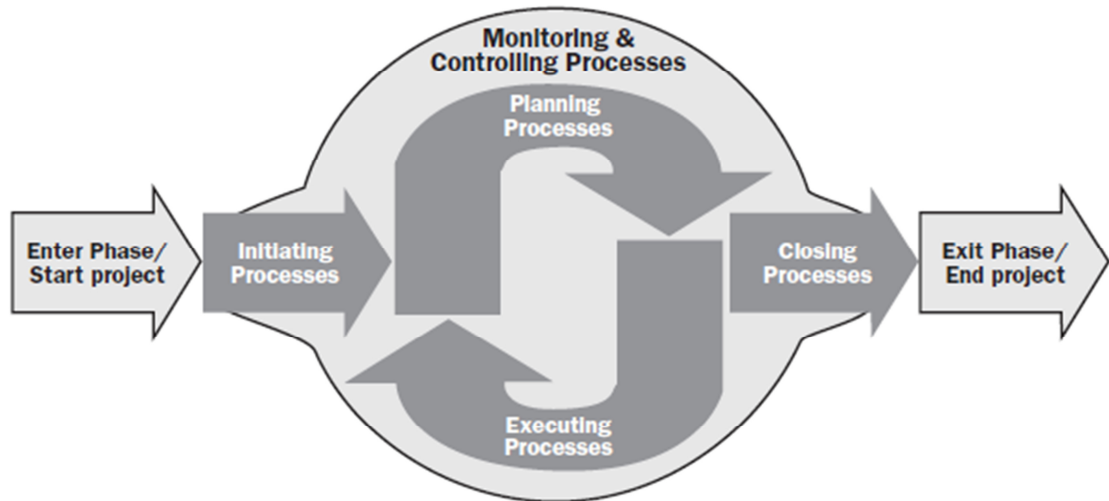 Monitoring &
Controlling Processes
Planning
Processes
Enter Phase/
Start project
Initiating
Processes
Closing
Processes
Exit Phase/
End project
Executing
Processes